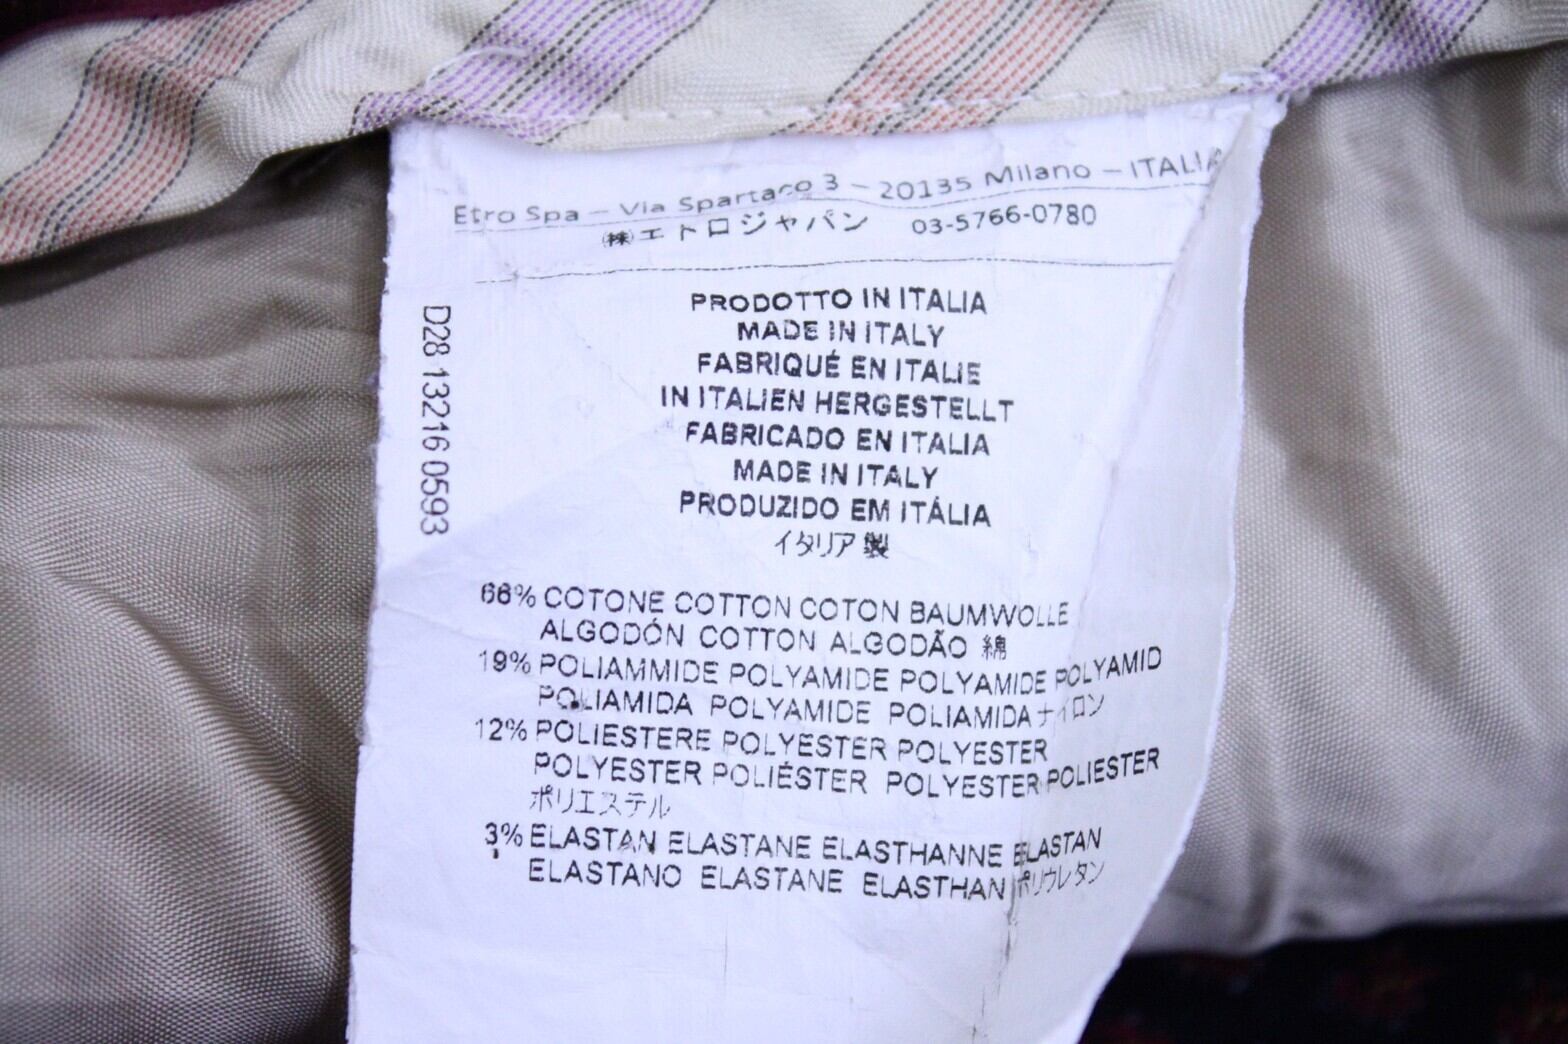 Etro Spa – Via Spartaco 3 – 20135 Milano – ITALIA
㈱エトロジャパン 03-5766-0780
D28 13216 0593
PRODOTTO IN ITALIA
MADE IN ITALY
FABRIQUÉ EN ITALIE
IN ITALIEN HERGESTELLT
FABRICADO EN ITALIA
MADE IN ITALY
PRODUZIDO EM ITÁLIA
イタリア製
66% COTONE COTTON COTON BAUMWOLLE
ALGODÓN COTTON ALGODÃO 綿
19% POLIAMMIDE POLYAMIDE POLYAMIDE POLYAMID
POLIAMIDA POLYAMIDE POLIAMIDA ナイロン
12% POLIESTERE POLYESTER POLYESTER
POLYESTER POLIÉSTER POLYESTER POLIESTER
ポリエステル
3% ELASTAN ELASTANE ELASTHANNE ELASTAN
ELASTANO ELASTANE ELASTHAN ポリウレタン